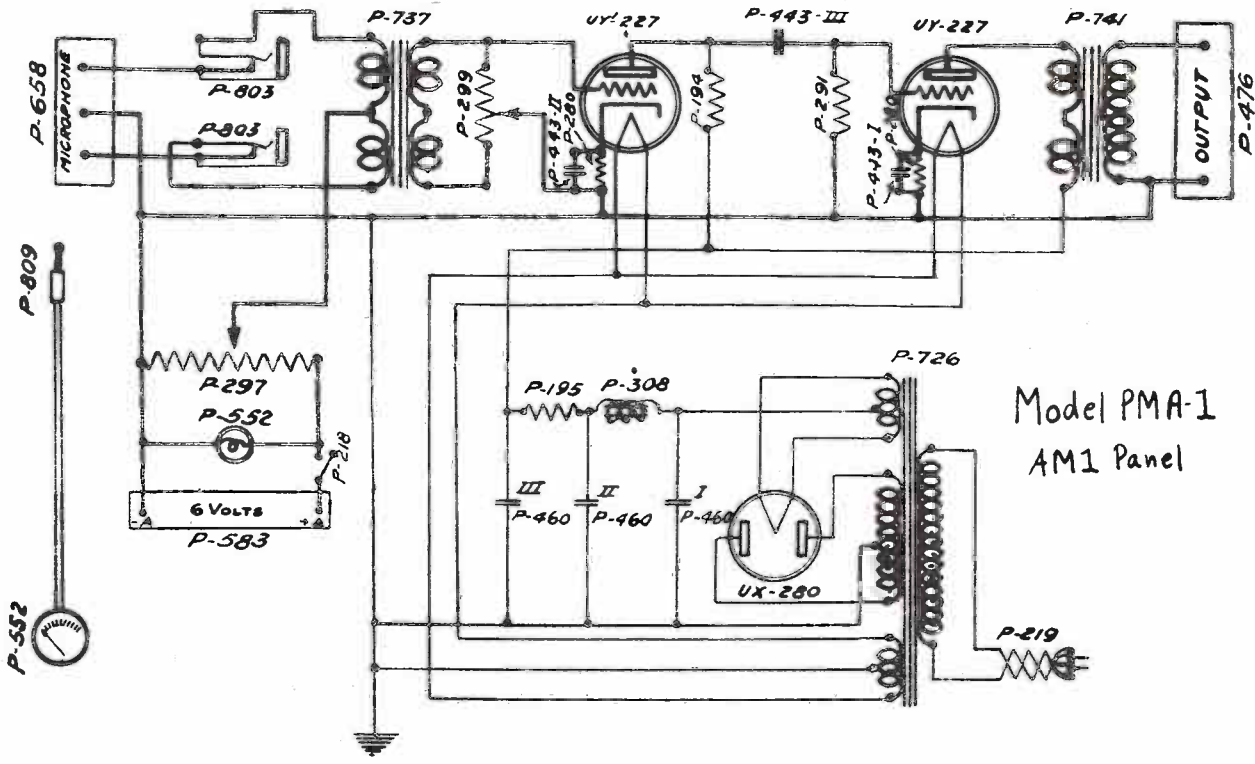 P-737
UY-227
P-443-III
UY-227
P-741
P-658
MICROPHONE
P-803
P-803
P-299
P-443-II
P-280
P-194
P-291
P-443-I
OUTPUT
P-476
P-809
P-297
P-552
P-218
6 VOLTS
- +
P-583
P-552
P-195
P-308
P-726
III
P-460
II
P-460
I
P-460
UX-280
P-219
Model PMA-1
AM1 Panel